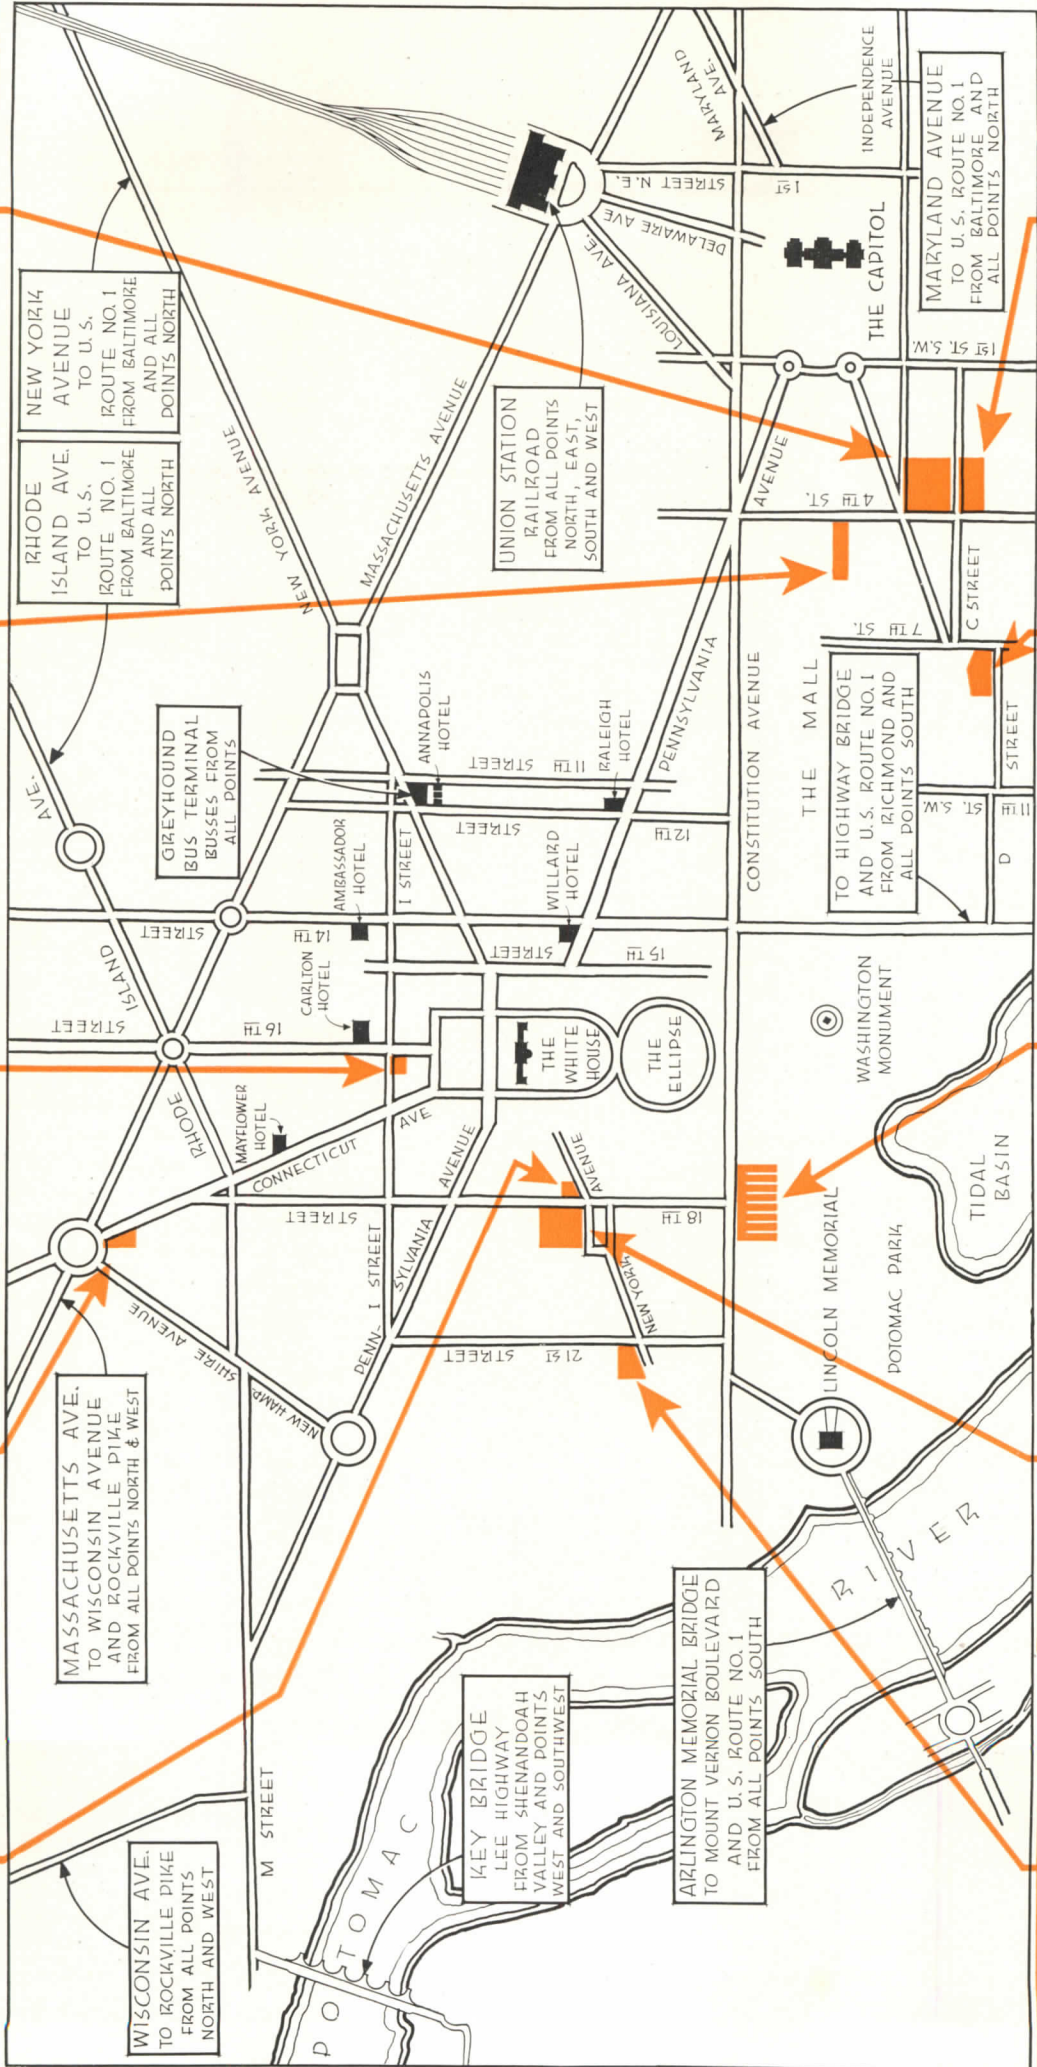 WISCONSIN AVE.
TO ROCKVILLE PIKE
FROM ALL POINTS
NORTH AND WEST
MASSACHUSETTS AVE.
TO WISCONSIN AVENUE
AND ROCKVILLE PIKE
FROM ALL POINTS NORTH & WEST
RHODE
ISLAND AVE.
TO U.S.
ROUTE NO. 1
FROM BALTIMORE
AND ALL
POINTS NORTH
NEW YORK
AVENUE
TO U.S.
ROUTE NO. 1
FROM BALTIMORE
AND ALL
POINTS NORTH
GREYHOUND
BUS TERMINAL
BUSSES FROM
ALL POINTS
UNION STATION
RAILROAD
FROM ALL POINTS
NORTH, EAST,
SOUTH AND WEST
MARYLAND AVENUE
TO U.S. ROUTE NO. 1
FROM BALTIMORE AND
ALL POINTS NORTH
TO HIGHWAY BRIDGE
AND U.S. ROUTE NO. 1
FROM RICHMOND AND
ALL POINTS SOUTH
KEY BRIDGE
LEE HIGHWAY
FROM SHENANDOAH
VALLEY AND POINTS
WEST AND SOUTHWEST
ARLINGTON MEMORIAL BRIDGE
TO MOUNT VERNON BOULEVARD
AND U.S. ROUTE NO. 1
FROM ALL POINTS SOUTH
M STREET
POTOMAC
RIVER
NEW HAMP-
SHIRE AVENUE
RHODE
ISLAND
AVE.
MAYFLOWER
HOTEL
CONNECTICUT
AVE
16TH
STREET
CARLTON
HOTEL
14TH
STREET
AMBASSADOR
HOTEL
I STREET
I STREET
PENN-
SYLVANIA
AVENUE
21ST STREET
18TH
STREET
NEW YORK
AVENUE
THE
WHITE
HOUSE
THE
ELLIPSE
15TH
STREET
WILLARD
HOTEL
12TH
STREET
11TH STREET
ANNAPOLIS
HOTEL
RALEIGH
HOTEL
NEW YORK AVENUE
MASSACHUSETTS AVENUE
PENNSYLVANIA
AVENUE
LOUISIANA AVE.
DELAWARE AVE
1ST
STREET N.E.
MARYLAND
AVE.
INDEPENDENCE
AVENUE
THE CAPITOL
1ST ST. S.W.
4TH ST.
7TH ST.
C STREET
D
STREET
11TH ST. S.W.
CONSTITUTION AVENUE
THE MALL
WASHINGTON
MONUMENT
TIDAL
BASIN
LINCOLN MEMORIAL
POTOMAC PARK